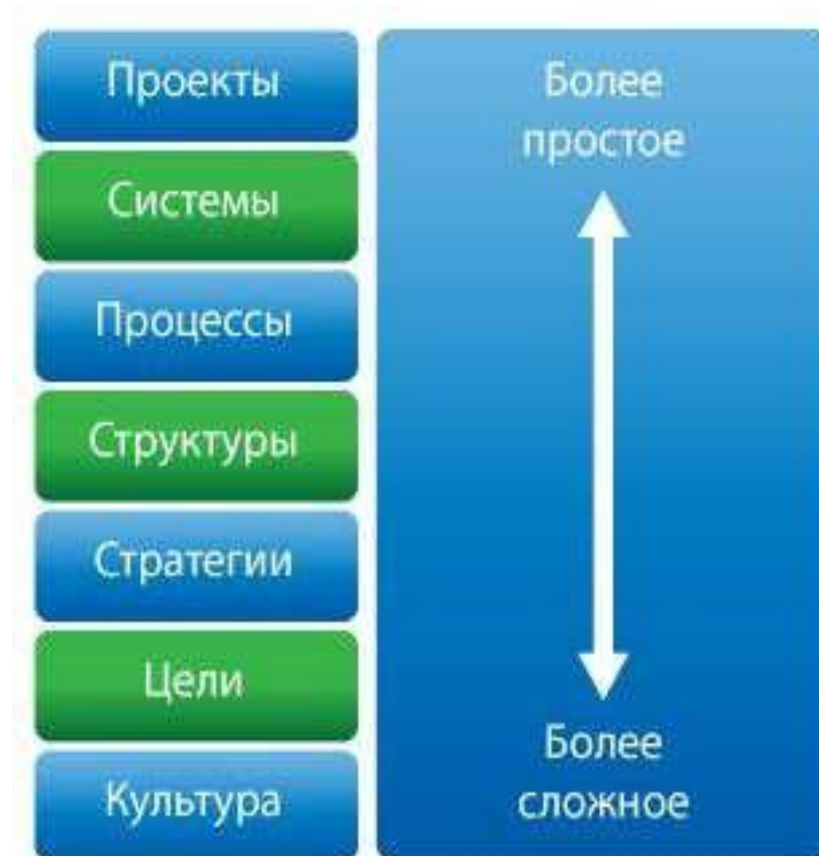 Проекты
Системы
Процессы
Структуры
Стратегии
Цели
Культура
Более
простое
Более
сложное